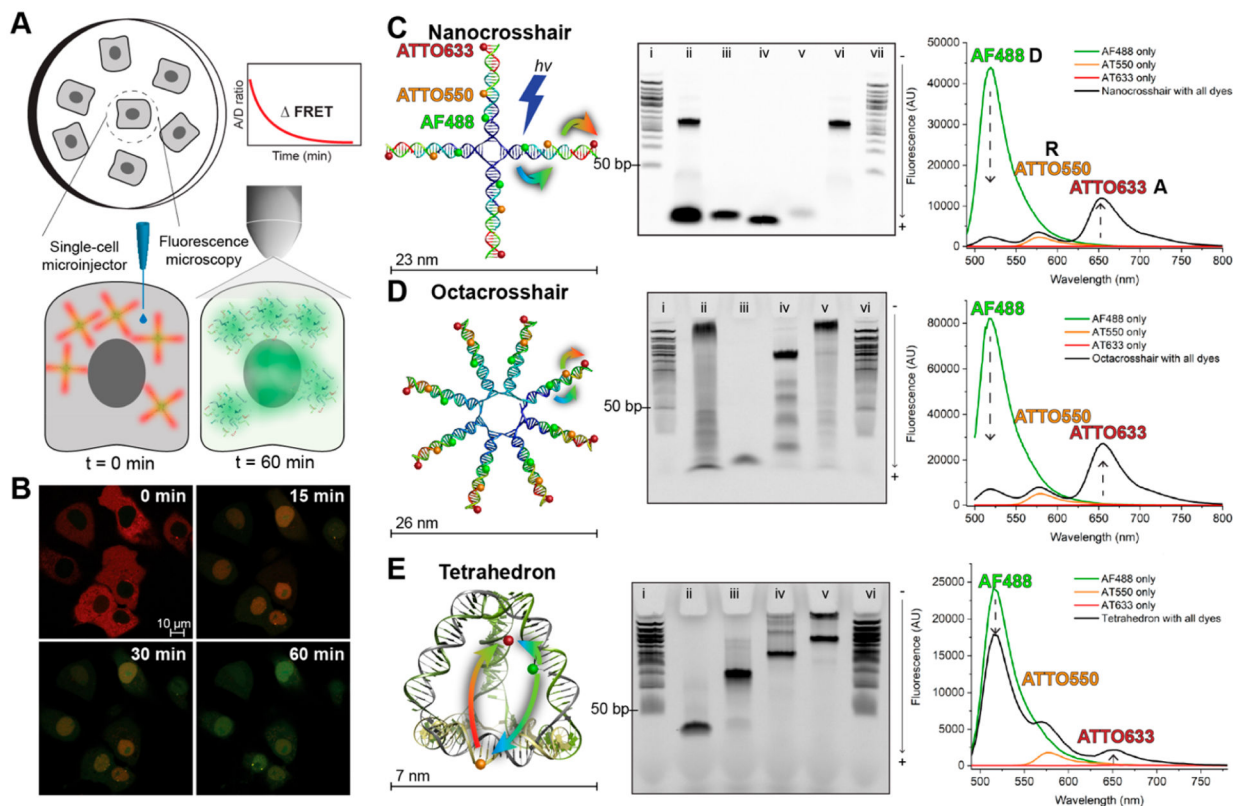 A
A/D ratio
Δ FRET
Time (min)
Single-cell
microinjector
Fluorescence
microscopy
t = 0 min
t = 60 min
B
0 min
15 min
10 µm
30 min
60 min
C
Nanocrosshair
ATTO633
ATTO550
AF488
hv
23 nm
i
ii
iii
iv
v
vi
vii
50 bp
-
+
Fluorescence (AU)
50000
40000
30000
20000
10000
0
AF488 D
R
ATTO550
ATTO633 A
AF488 only
AT550 only
AT633 only
Nanocrosshair with all dyes
500
550
600
650
700
750
800
Wavelength (nm)
D
Octacrosshair
26 nm
i
ii
iii
iv
v
vi
50 bp
-
+
Fluorescence (AU)
80000
60000
40000
20000
0
AF488
ATTO550
ATTO633
AF488 only
AT550 only
AT633 only
Octacrosshair with all dyes
500
550
600
650
700
750
800
Wavelength (nm)
E
Tetrahedron
7 nm
i
ii
iii
iv
v
vi
50 bp
-
+
Fluorescence (AU)
25000
20000
15000
10000
5000
0
AF488
ATTO550
ATTO633
AF488 only
AT550 only
AT633 only
Tetrahedron with all dyes
500
550
600
650
700
750
Wavelength (nm)